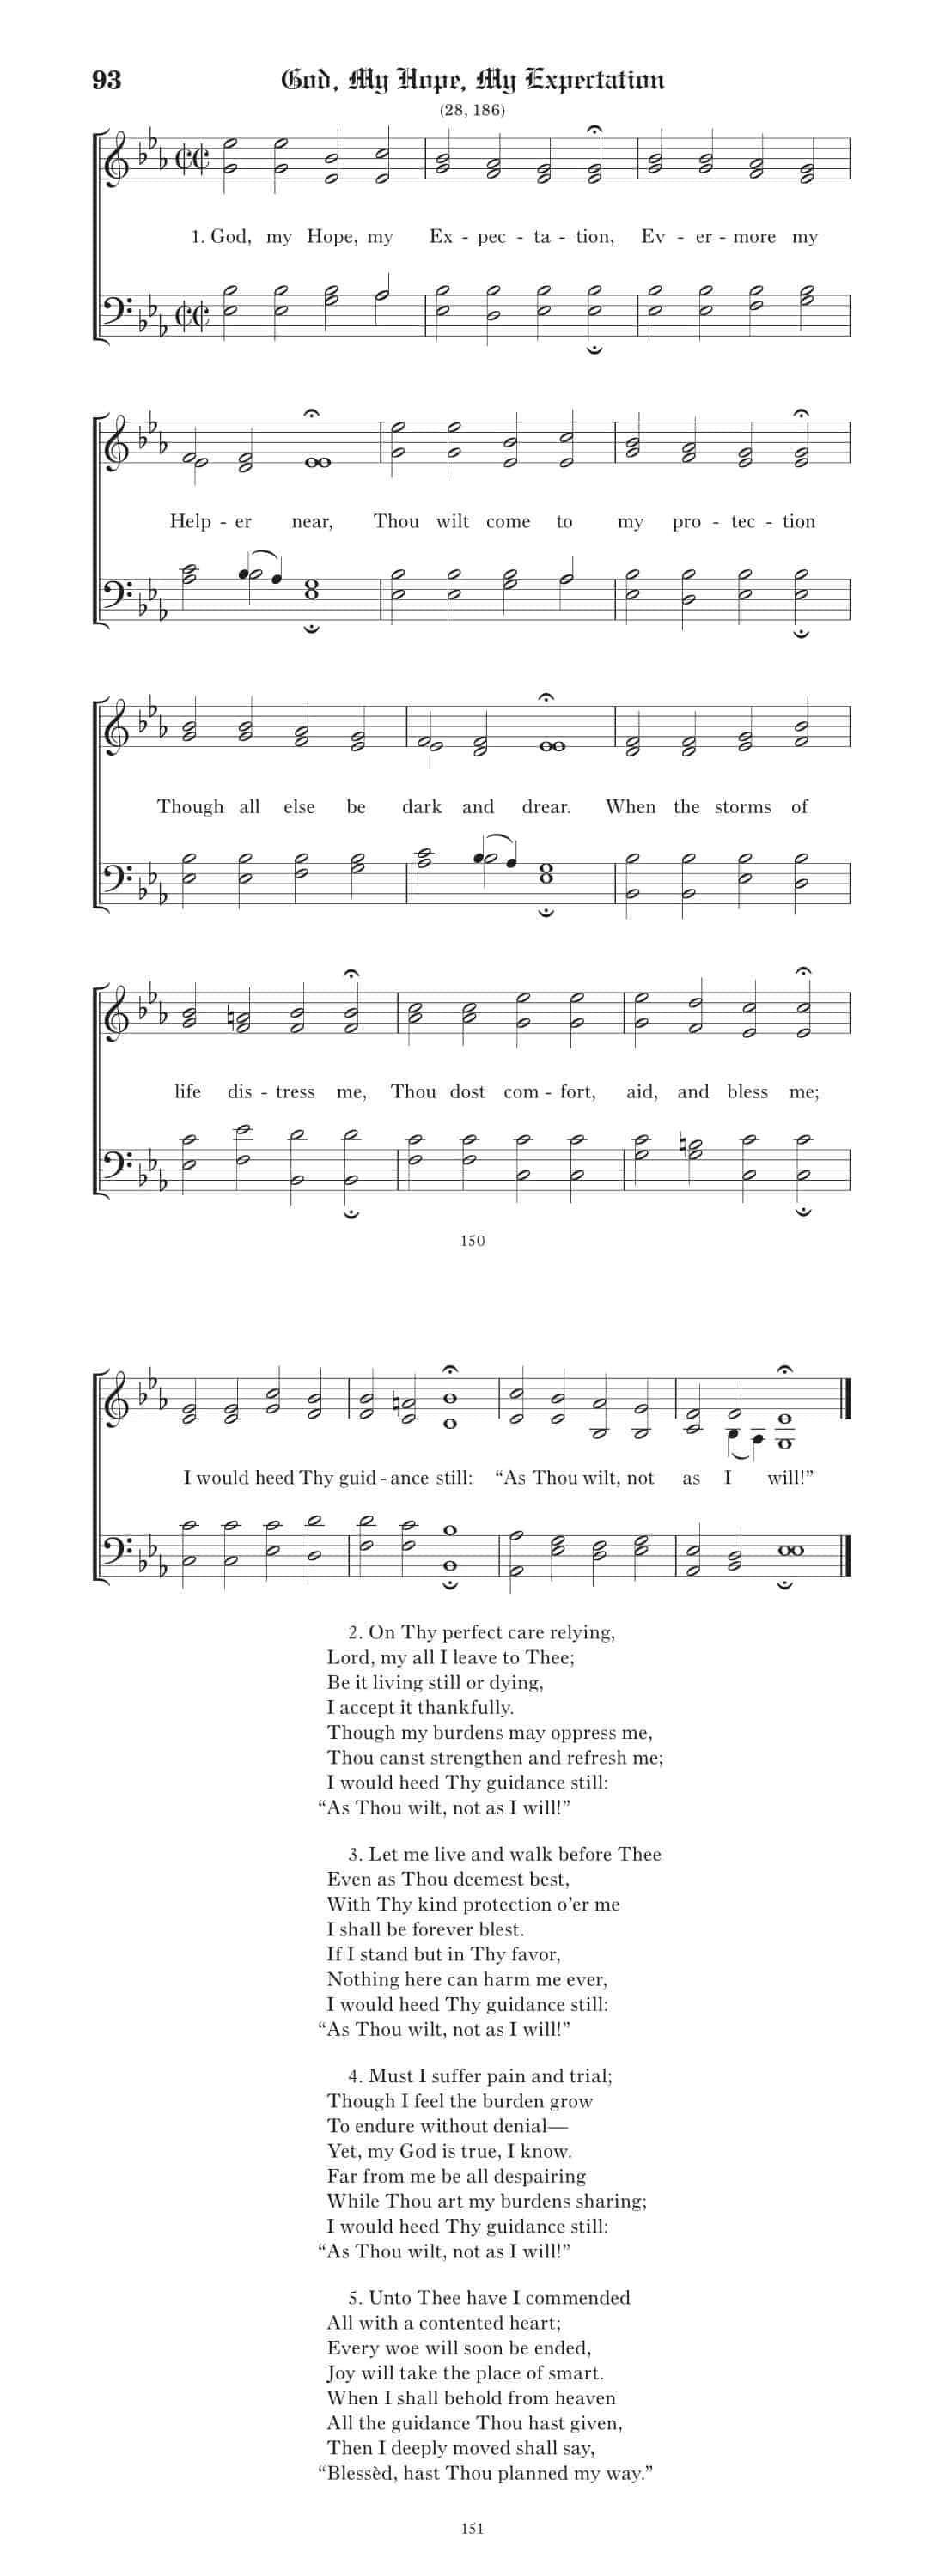 93 God, My Hope, My Expectation
(28, 186)
1. God, my Hope, my Ex - pec - ta - tion, Ev - er - more my
Help - er near, Thou wilt come to my pro - tec - tion
Though all else be dark and drear. When the storms of
life dis - tress me, Thou dost com - fort, aid, and bless me;
150
I would heed Thy guid - ance still: “As Thou wilt, not as I will!”
2. On Thy perfect care relying,
Lord, my all I leave to Thee;
Be it living still or dying,
I accept it thankfully.
Though my burdens may oppress me,
Thou canst strengthen and refresh me;
I would heed Thy guidance still:
“As Thou wilt, not as I will!”
3. Let me live and walk before Thee
Even as Thou deemest best,
With Thy kind protection o’er me
I shall be forever blest.
If I stand but in Thy favor,
Nothing here can harm me ever,
I would heed Thy guidance still:
“As Thou wilt, not as I will!”
4. Must I suffer pain and trial;
Though I feel the burden grow
To endure without denial—
Yet, my God is true, I know.
Far from me be all despairing
While Thou art my burdens sharing;
I would heed Thy guidance still:
“As Thou wilt, not as I will!”
5. Unto Thee have I commended
All with a contented heart;
Every woe will soon be ended,
Joy will take the place of smart.
When I shall behold from heaven
All the guidance Thou hast given,
Then I deeply moved shall say,
“Blessèd, hast Thou planned my way.”
151